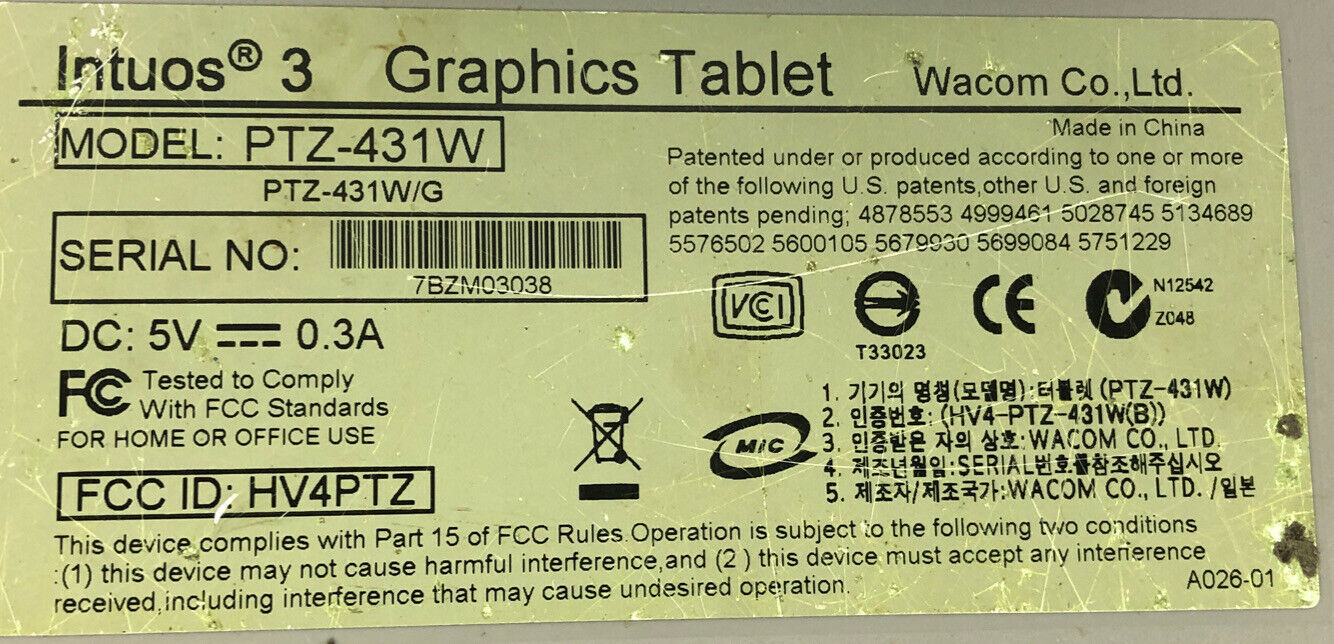 Intuos® 3 Graphics Tablet Wacom Co.,Ltd.
MODEL: PTZ-431W
PTZ-431W/G
SERIAL NO:
7BZM03038
DC: 5V 0.3A
FC Tested to Comply
With FCC Standards
FOR HOME OR OFFICE USE
FCC ID: HV4PTZ
Made in China
Patented under or produced according to one or more
of the following U.S. patents,other U.S. and foreign
patents pending; 4878553 4999461 5028745 5134689
5576502 5600105 5679930 5699084 5751229
VCI
T33023
CE
N12542
Z048
MiC
1. 기기의 명칭(모델명):터블렛 (PTZ-431W)
2. 인증번호: (HV4-PTZ-431W(B))
3. 인증받은 자의 상호:WACOM CO., LTD.
4. 제조년월일:SERIAL번호를참조해주십시오
5. 제조자/제조국가:WACOM CO., LTD. /일본
This device complies with Part 15 of FCC Rules.Operation is subject to the following two conditions
:(1) this device may not cause harmful interference,and (2 ) this device must accept any interference
received,including interference that may cause undesired operation.
A026-01